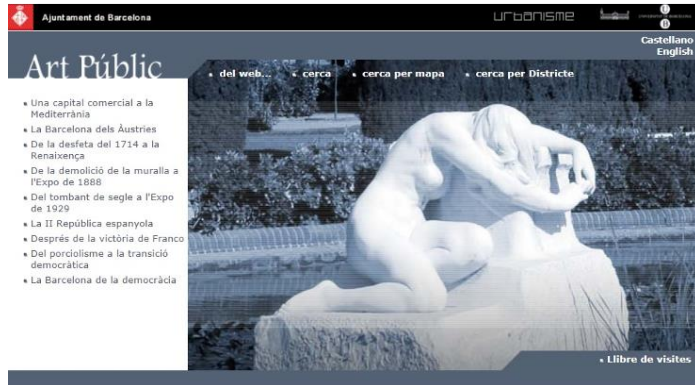 Ajuntament de Barcelona
urbanisme
Castellano
English
Art Públic
del web...
cerca
cerca per mapa
cerca per Districte
Una capital comercial a la
Mediterrània
La Barcelona dels Àustries
De la desfeta del 1714 a la
Renaixença
De la demolició de la muralla a
l'Expo de 1888
Del tombant de segle a l'Expo
de 1929
La II República espanyola
Després de la victòria de Franco
Del porciolisme a la transició
democràtica
La Barcelona de la democràcia
Llibre de visites